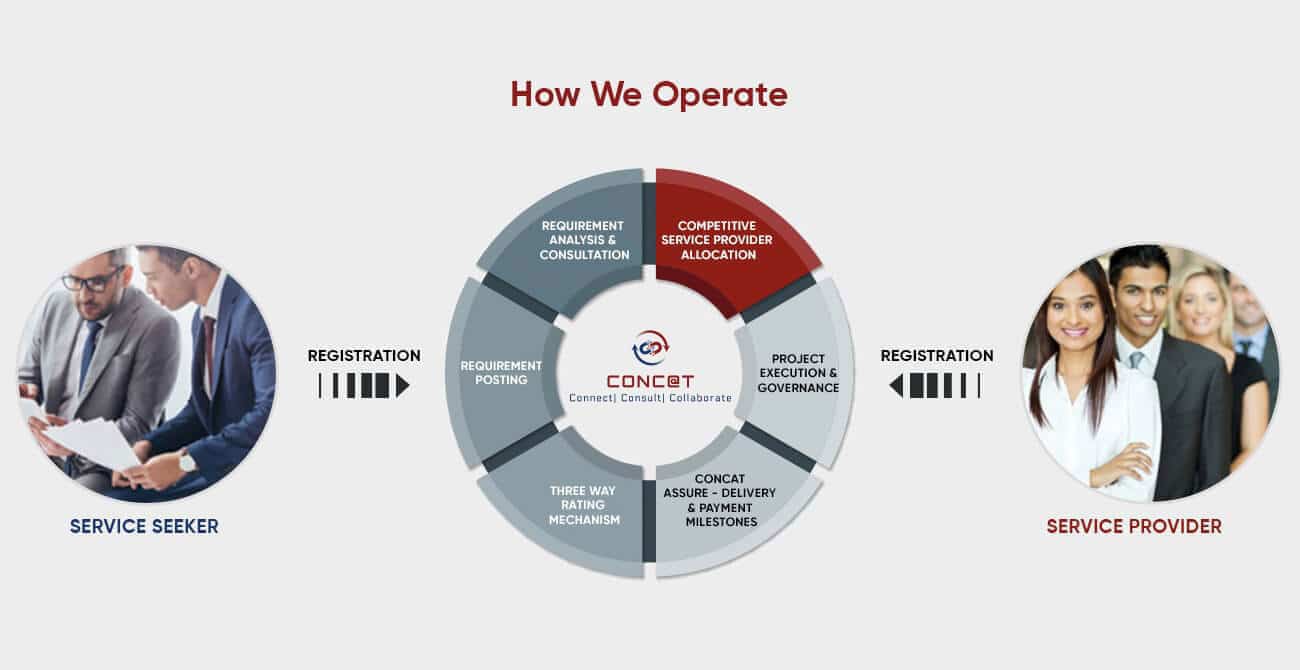 How We Operate
REQUIREMENT
ANALYSIS &
CONSULTATION
COMPETITIVE
SERVICE PROVIDER
ALLOCATION
REGISTRATION
REQUIREMENT
POSTING
CONC@T
Connect| Consult| Collaborate
PROJECT
EXECUTION &
GOVERNANCE
REGISTRATION
THREE WAY
RATING
MECHANISM
CONCAT
ASSURE - DELIVERY
& PAYMENT
MILESTONES
SERVICE SEEKER
SERVICE PROVIDER